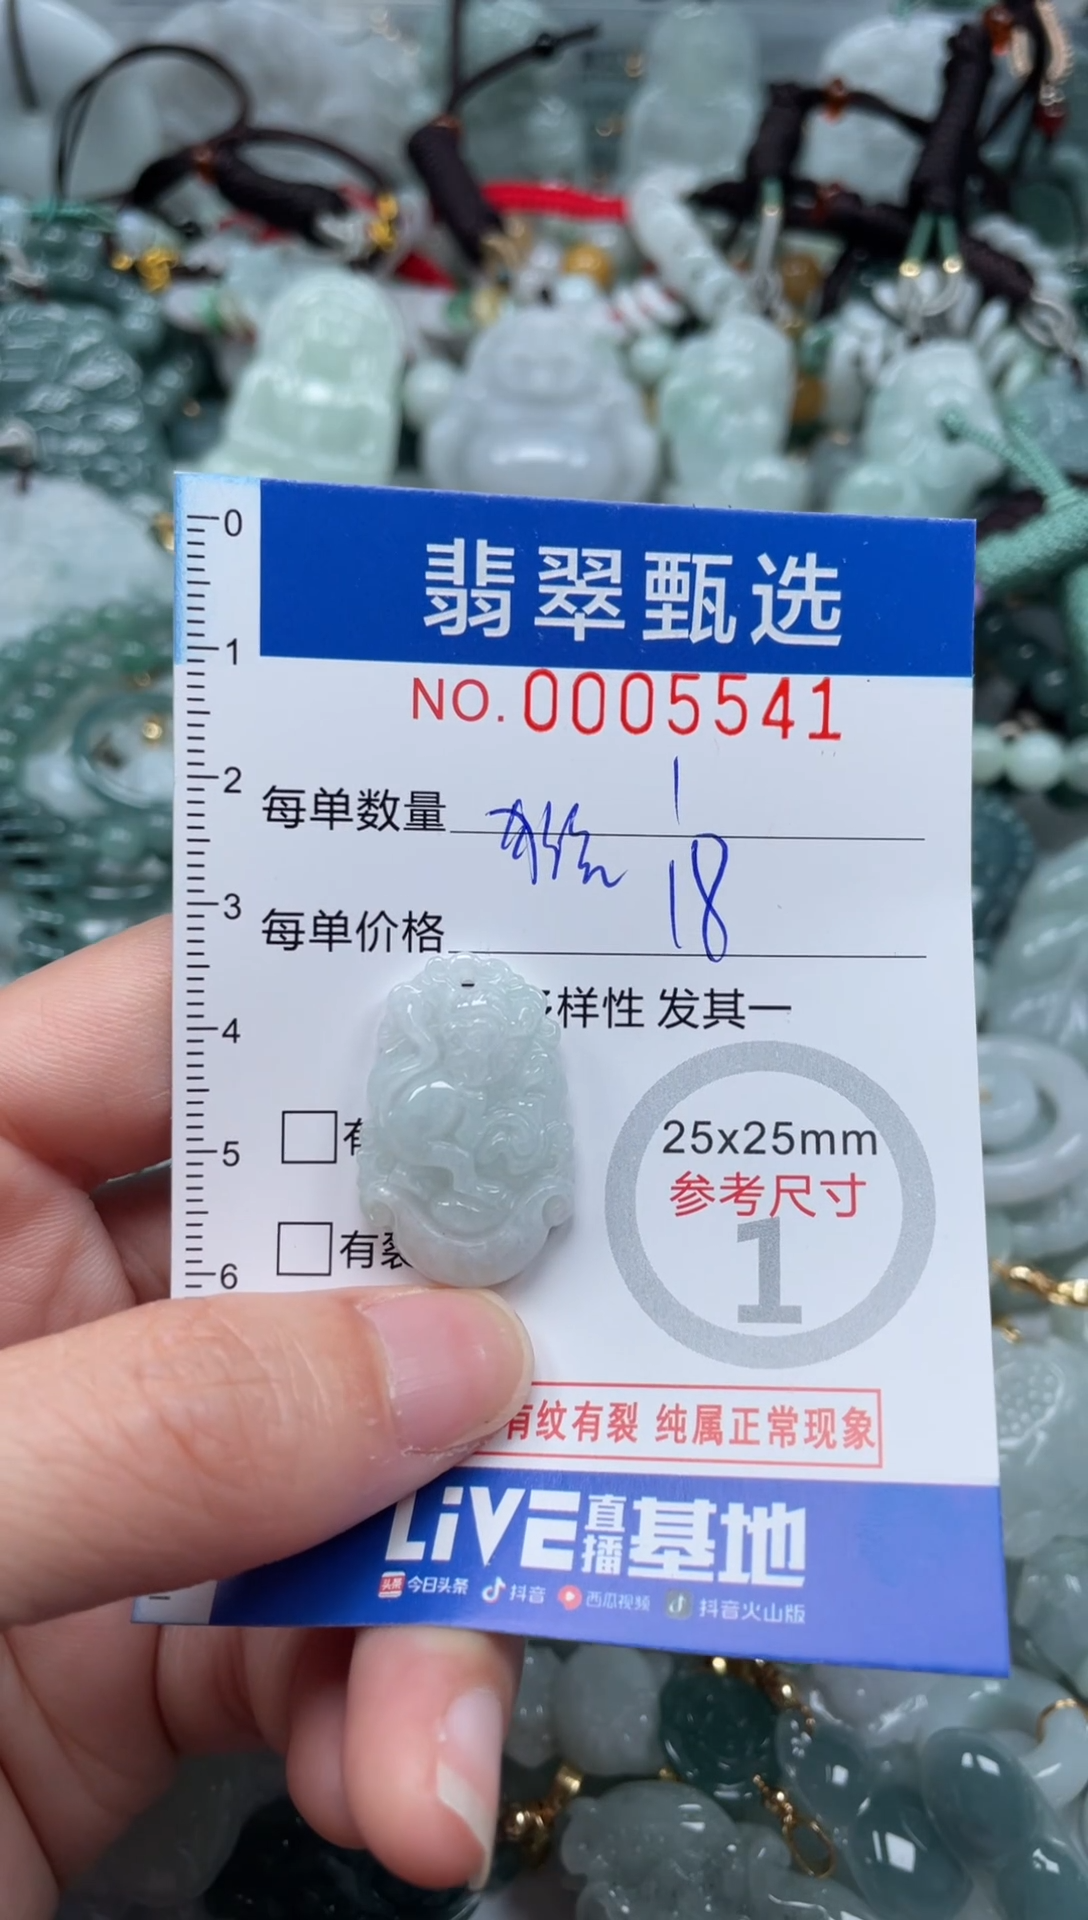 0
翡翠甄选
1
NO.0005541
2
每单数量 1
3
每单价格 18
样性 发其一
4
25x25mm
参考尺寸
1
有
5
有裂
6
有纹有裂 纯属正常现象
LiVE直播基地
头条 今日头条 抖音 西瓜视频 抖音火山版